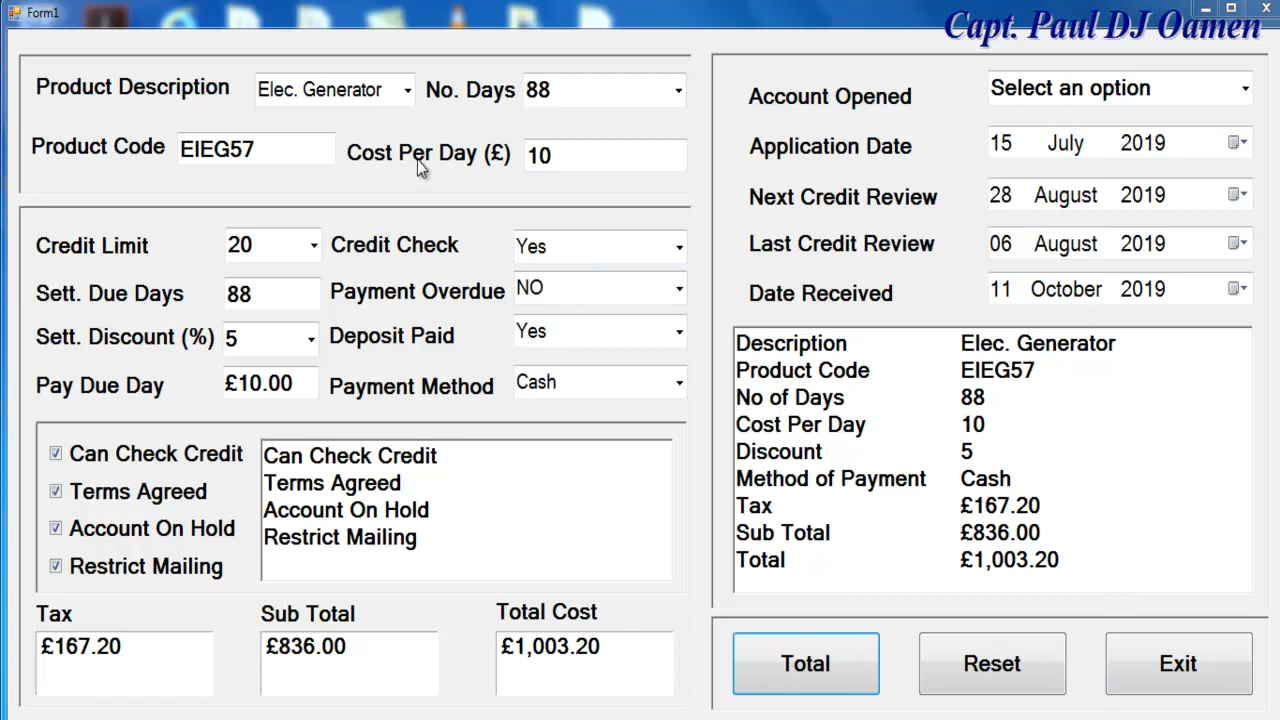 Form1
Capt. Paul DJ Oamen
Product Description Elec. Generator No. Days 88
Product Code EIEG57 Cost Per Day (£) 10
Credit Limit 20 Credit Check Yes
Sett. Due Days 88 Payment Overdue NO
Sett. Discount (%) 5 Deposit Paid Yes
Pay Due Day £10.00 Payment Method Cash
Can Check Credit
Terms Agreed
Account On Hold
Restrict Mailing
Can Check Credit
Terms Agreed
Account On Hold
Restrict Mailing
Tax Sub Total Total Cost
£167.20 £836.00 £1,003.20
Account Opened Select an option
Application Date 15 July 2019
Next Credit Review 28 August 2019
Last Credit Review 06 August 2019
Date Received 11 October 2019
Description Elec. Generator
Product Code EIEG57
No of Days 88
Cost Per Day 10
Discount 5
Method of Payment Cash
Tax £167.20
Sub Total £836.00
Total £1,003.20
Total Reset Exit